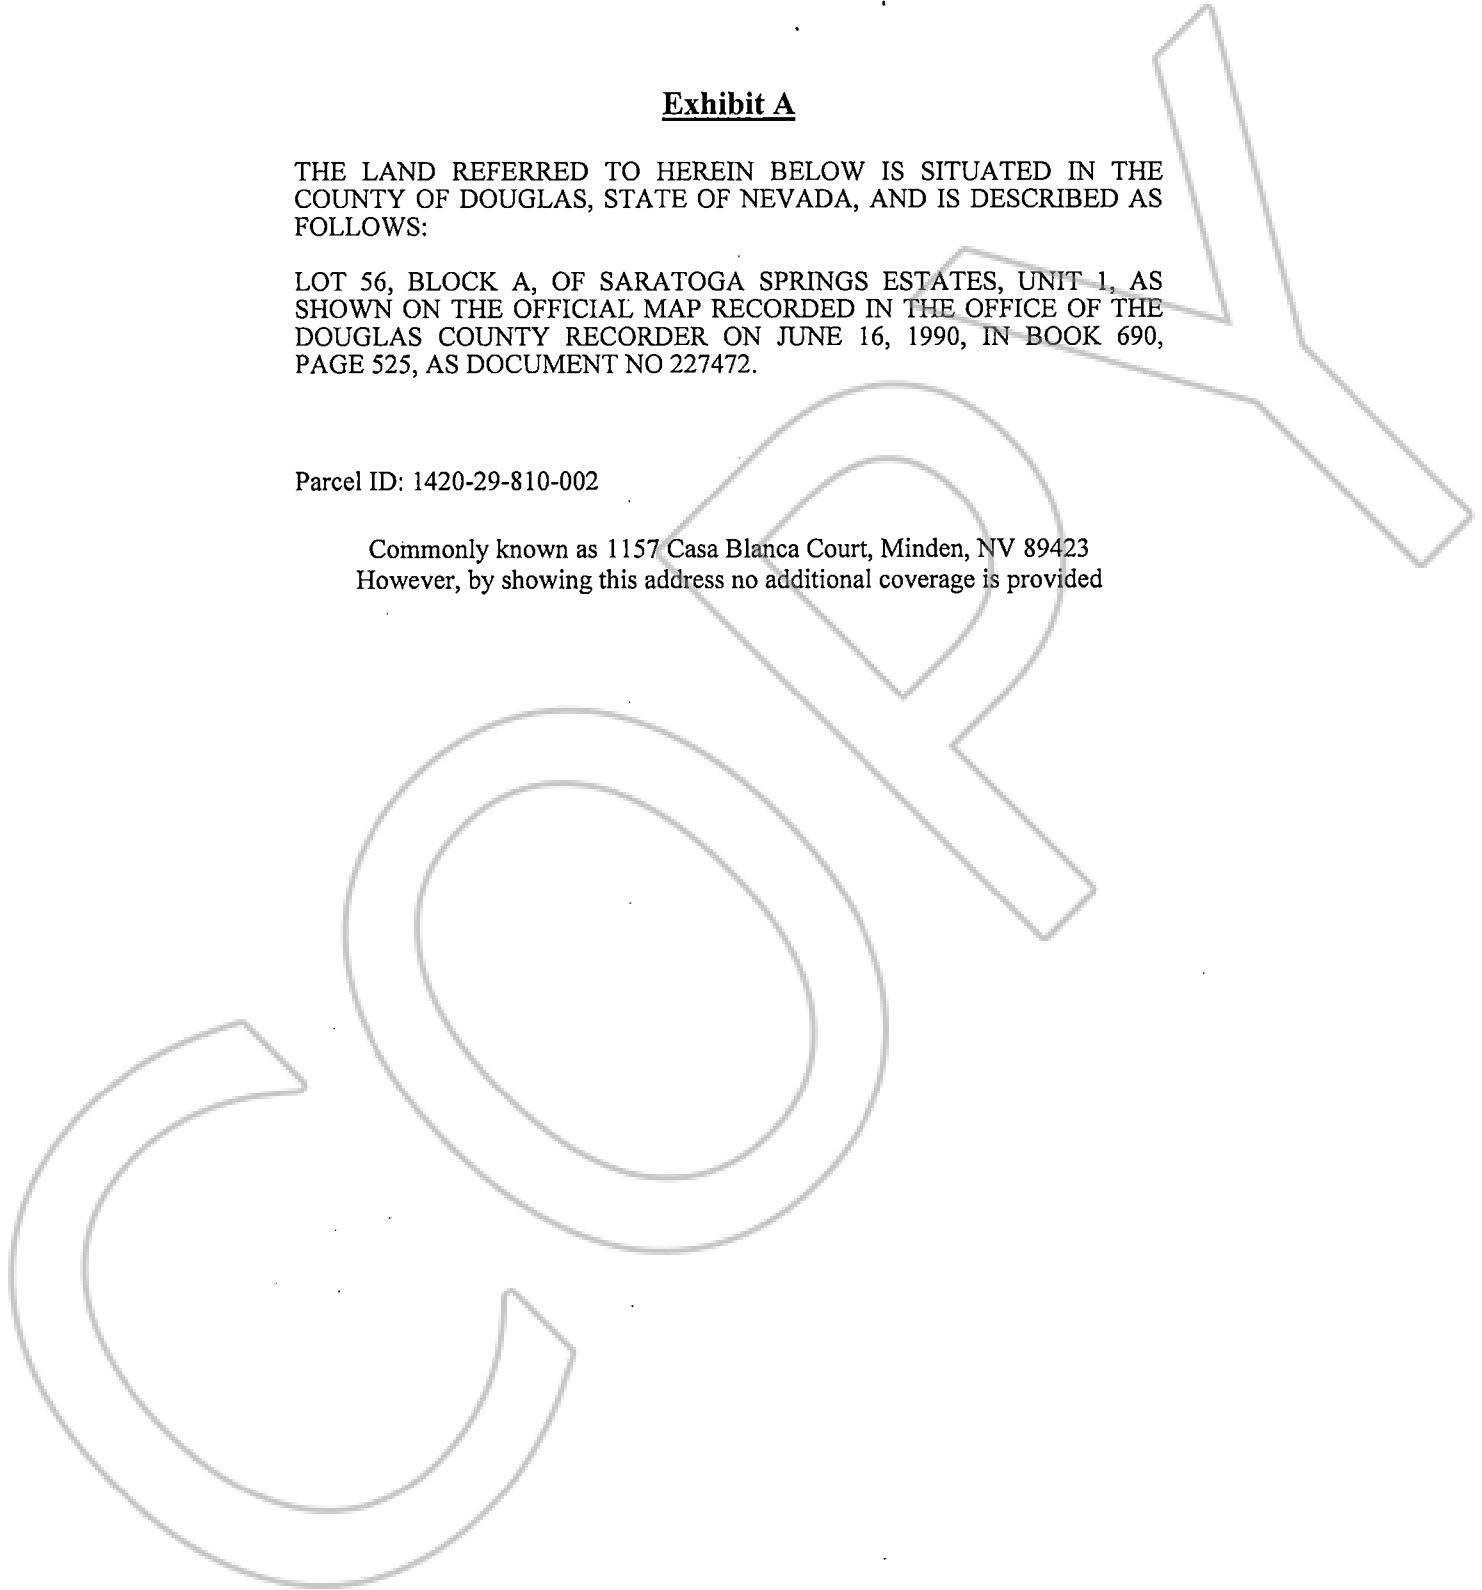 Exhibit A
THE LAND REFERRED TO HEREIN BELOW IS SITUATED IN THE
COUNTY OF DOUGLAS, STATE OF NEVADA, AND IS DESCRIBED AS
FOLLOWS:
LOT 56, BLOCK A, OF SARATOGA SPRINGS ESTATES, UNIT 1, AS
SHOWN ON THE OFFICIAL MAP RECORDED IN THE OFFICE OF THE
DOUGLAS COUNTY RECORDER ON JUNE 16, 1990, IN BOOK 690,
PAGE 525, AS DOCUMENT NO 227472.
Parcel ID: 1420-29-810-002
Commonly known as 1157 Casa Blanca Court, Minden, NV 89423
However, by showing this address no additional coverage is provided
COPY